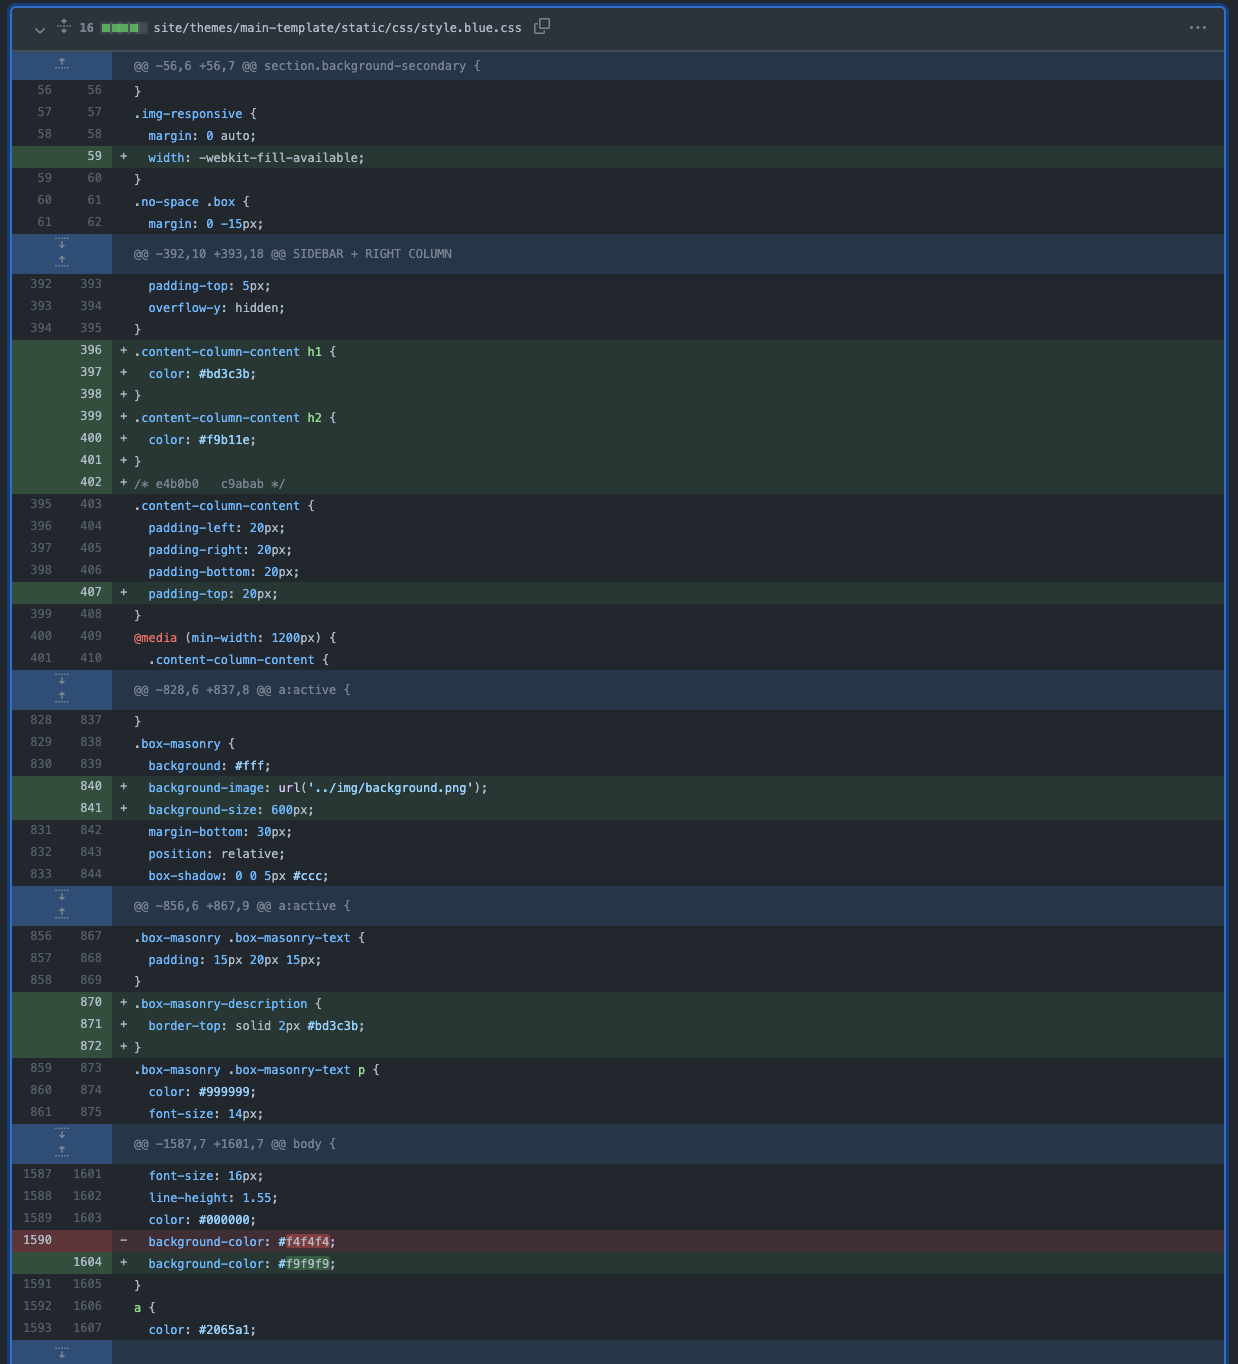 16 site/themes/main-template/static/css/style.blue.css
@@ -56,6 +56,7 @@ section.background-secondary {
56 56 }
57 57 .img-responsive {
58 58 margin: 0 auto;
59 + width: -webkit-fill-available;
59 60 }
60 61 .no-space .box {
61 62 margin: 0 -15px;
@@ -392,10 +393,18 @@ SIDEBAR + RIGHT COLUMN
392 393 padding-top: 5px;
393 394 overflow-y: hidden;
394 395 }
396 + .content-column-content h1 {
397 + color: #bd3c3b;
398 + }
399 + .content-column-content h2 {
400 + color: #f9b11e;
401 + }
402 + /* e4b0b0 c9abab */
395 403 .content-column-content {
396 404 padding-left: 20px;
397 405 padding-right: 20px;
398 406 padding-bottom: 20px;
407 + padding-top: 20px;
399 408 }
400 409 @media (min-width: 1200px) {
401 410 .content-column-content {
@@ -828,6 +837,8 @@ a:active {
828 837 }
829 838 .box-masonry {
830 839 background: #fff;
840 + background-image: url('../img/background.png');
841 + background-size: 600px;
831 842 margin-bottom: 30px;
832 843 position: relative;
833 844 box-shadow: 0 0 5px #ccc;
@@ -856,6 +867,9 @@ a:active {
856 867 .box-masonry .box-masonry-text {
857 868 padding: 15px 20px 15px;
858 869 }
870 + .box-masonry-description {
871 + border-top: solid 2px #bd3c3b;
872 + }
859 873 .box-masonry .box-masonry-text p {
860 874 color: #999999;
861 875 font-size: 14px;
@@ -1587,7 +1601,7 @@ body {
1587 1601 font-size: 16px;
1588 1602 line-height: 1.55;
1589 1603 color: #000000;
1590 - background-color: #f4f4f4;
1604 + background-color: #f9f9f9;
1591 1605 }
1592 1606 a {
1593 1607 color: #2065a1;